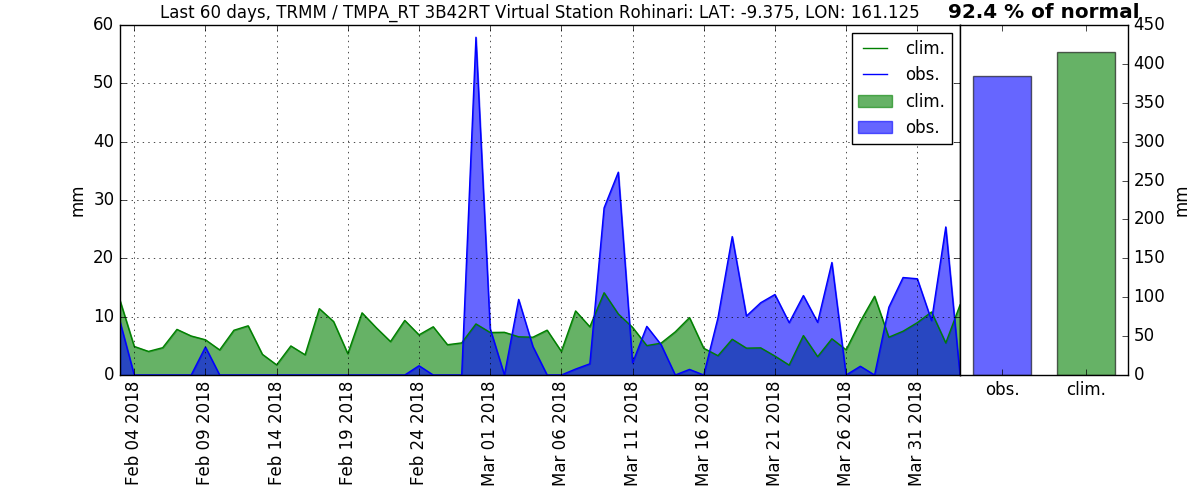 Last 60 days, TRMM / TMPA_RT 3B42RT Virtual Station Rohinari: LAT: -9.375, LON: 161.125
92.4 % of normal
60
50
40
30
20
10
0
mm
clim.
obs.
clim.
obs.
450
400
350
300
250
200
150
100
50
0
mm
Feb 04 2018
Feb 09 2018
Feb 14 2018
Feb 19 2018
Feb 24 2018
Mar 01 2018
Mar 06 2018
Mar 11 2018
Mar 16 2018
Mar 21 2018
Mar 26 2018
Mar 31 2018
obs.
clim.